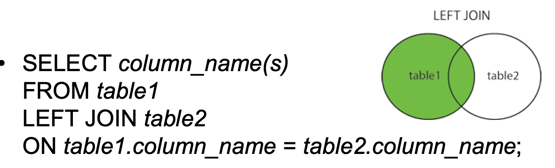 LEFT JOIN
table1
table2
• SELECT column_name(s)
FROM table1
LEFT JOIN table2
ON table1.column_name = table2.column_name;